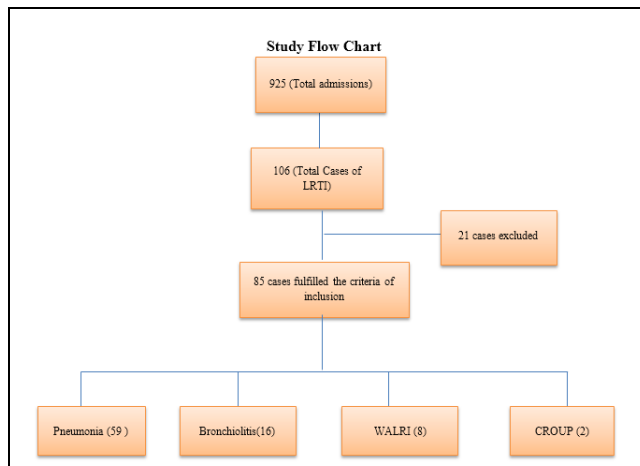 Study Flow Chart
925 (Total admissions)
106 (Total Cases of
LRTI)
21 cases excluded
85 cases fulfilled the criteria of
inclusion
Pneumonia (59 )
Bronchiolitis(16)
WALRI (8)
CROUP (2)